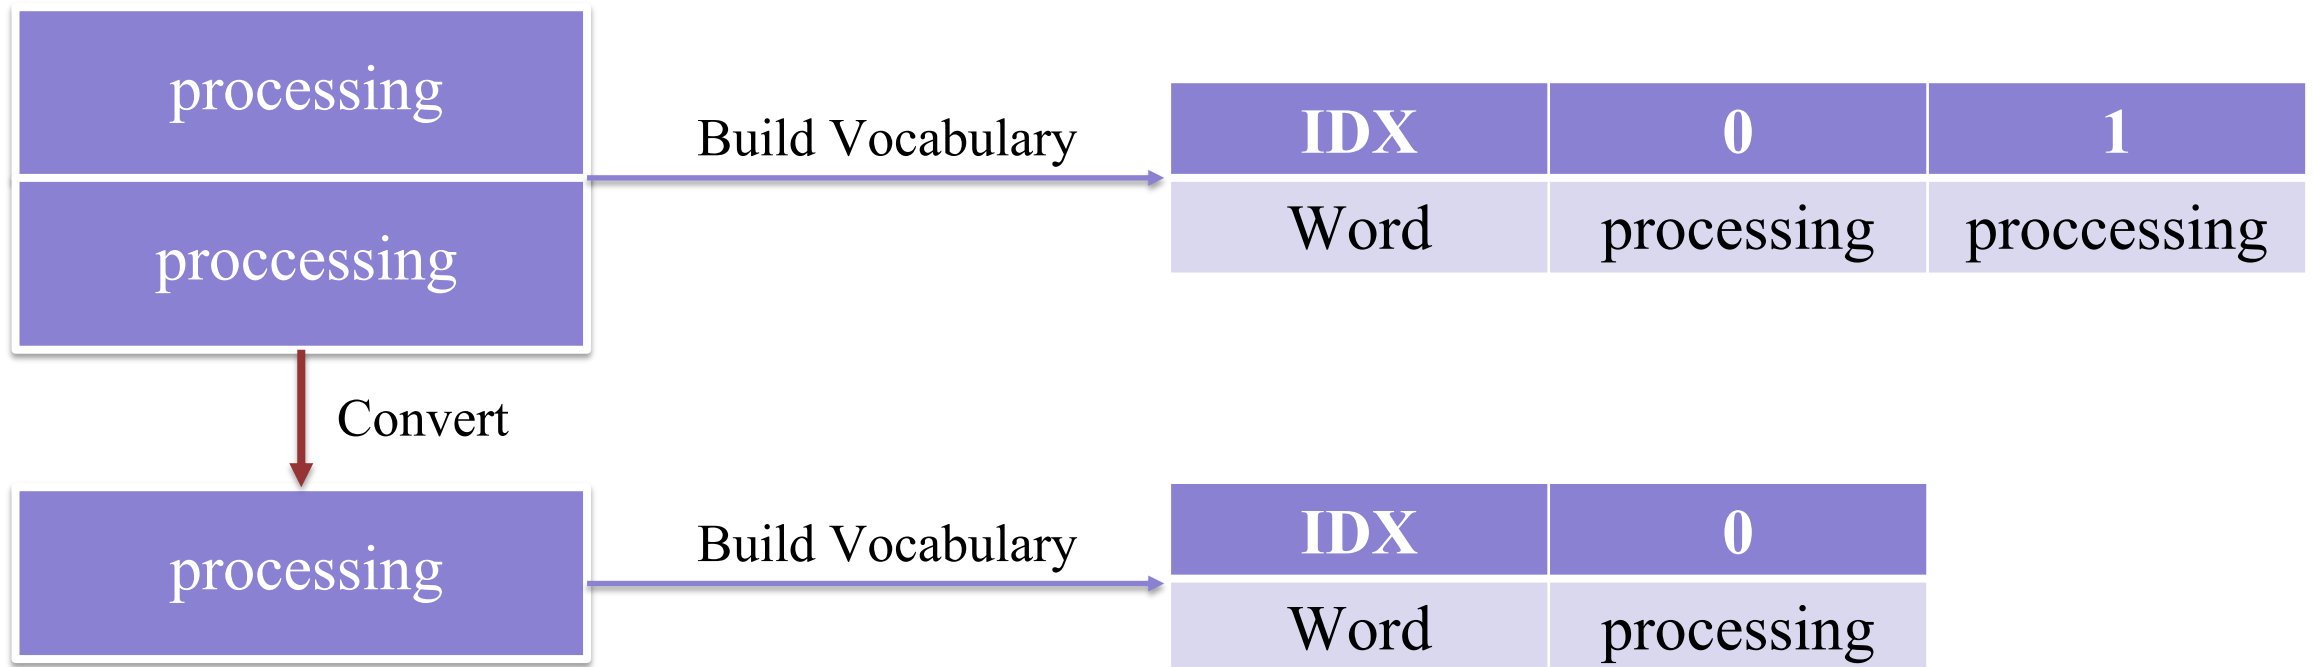 processing
proccessing
Build Vocabulary
IDX 0 1
Word processing proccessing
Convert
processing
Build Vocabulary
IDX 0
Word processing